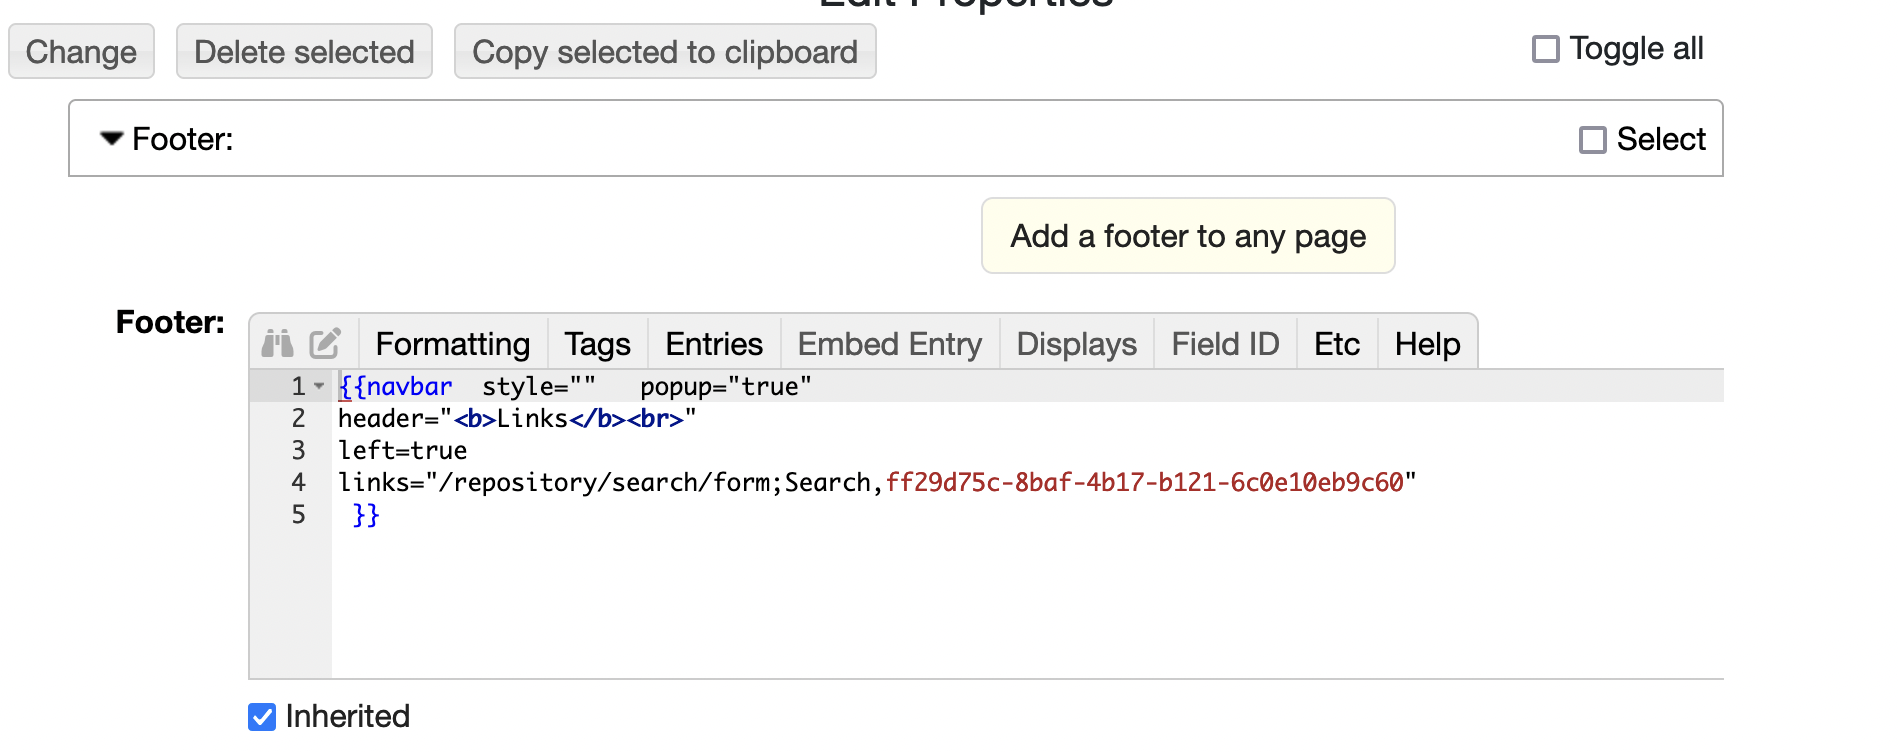 Edit Properties
Change Delete selected Copy selected to clipboard Toggle all
Footer: Select
Add a footer to any page
Footer:
Formatting Tags Entries Embed Entry Displays Field ID Etc Help
1 {{navbar  style=""   popup="true"
2 header="<b>Links</b><br>"
3 left=true
4 links="/repository/search/form;Search,ff29d75c-8baf-4b17-b121-6c0e10eb9c60"
5  }}
Inherited